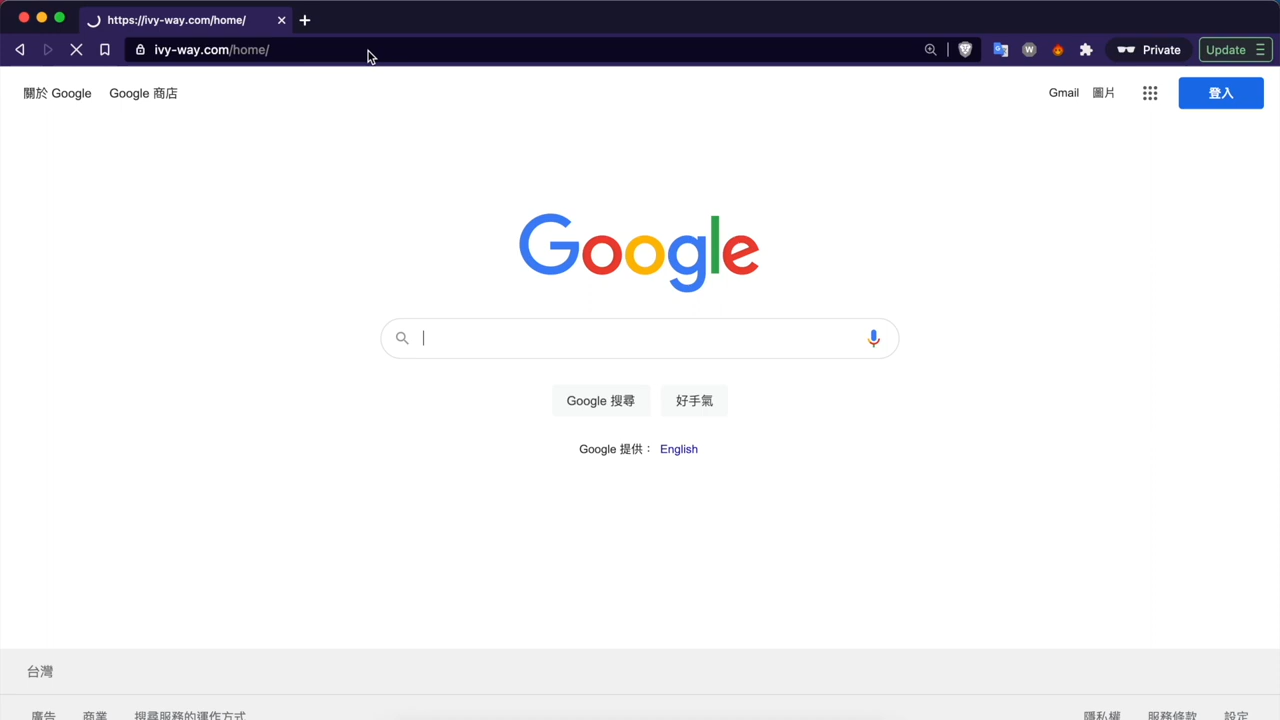 https://ivy-way.com/home/
ivy-way.com/home/
Private
Update
關於 Google
Google 商店
Gmail
圖片
登入
Google
Google 搜尋
好手氣
Google 提供： English
台灣
廣告
商業
搜尋服務的運作方式
隱私權
服務條款
設定